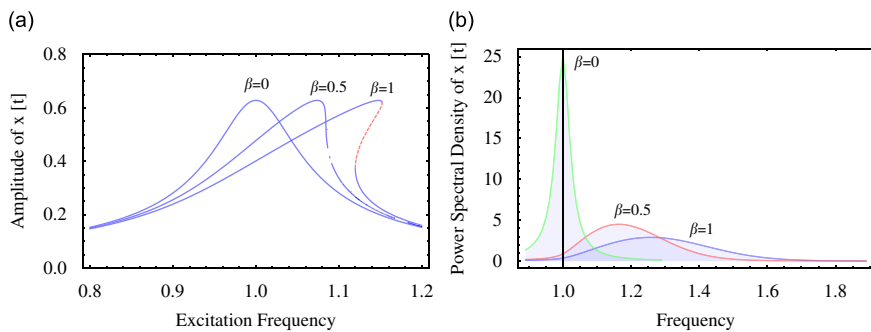 (a)
Amplitude of x [t]
0.8
0.6
0.4
0.2
0.0
β=0
β=0.5
β=1
0.8 0.9 1.0 1.1 1.2
Excitation Frequency
(b)
Power Spectral Density of x [t]
25
20
15
10
5
0
β=0
β=0.5
β=1
1.0 1.2 1.4 1.6 1.8
Frequency